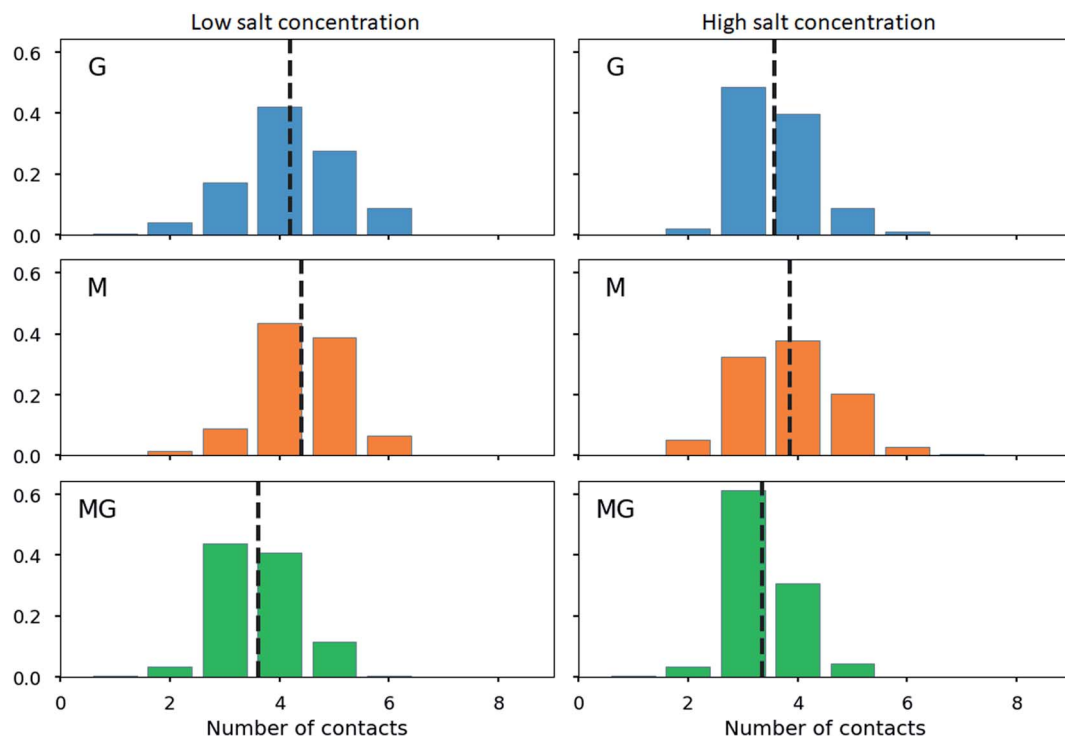 Low salt concentration
High salt concentration
0.6
0.4
0.2
0.0
G
G
0.6
0.4
0.2
0.0
M
M
0.6
0.4
0.2
0.0
MG
MG
0 2 4 6 8
0 2 4 6 8
Number of contacts
Number of contacts